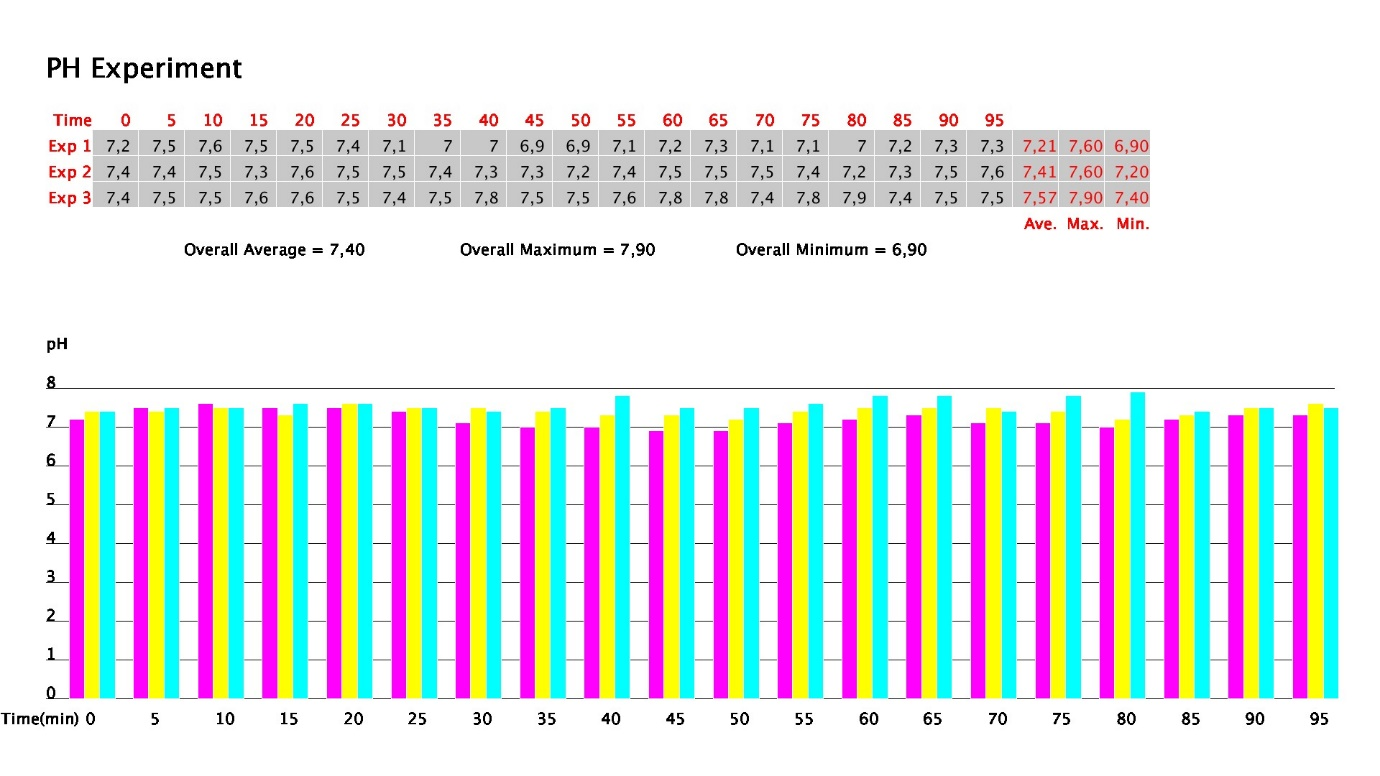 PH Experiment
Time 0 5 10 15 20 25 30 35 40 45 50 55 60 65 70 75 80 85 90 95
Exp 1 7,2 7,5 7,6 7,5 7,5 7,4 7,1 7 7 6,9 6,9 7,1 7,2 7,3 7,1 7,1 7 7,2 7,3 7,3 7,21 7,60 6,90
Exp 2 7,4 7,4 7,5 7,3 7,6 7,5 7,5 7,4 7,3 7,3 7,2 7,4 7,5 7,5 7,5 7,4 7,2 7,3 7,5 7,6 7,41 7,60 7,20
Exp 3 7,4 7,5 7,5 7,6 7,6 7,5 7,4 7,5 7,8 7,5 7,5 7,6 7,8 7,8 7,4 7,8 7,9 7,4 7,5 7,5 7,57 7,90 7,40
Ave. Max. Min.
Overall Average = 7,40 Overall Maximum = 7,90 Overall Minimum = 6,90
pH
8
7
6
5
4
3
2
1
0
Time(min) 0 5 10 15 20 25 30 35 40 45 50 55 60 65 70 75 80 85 90 95